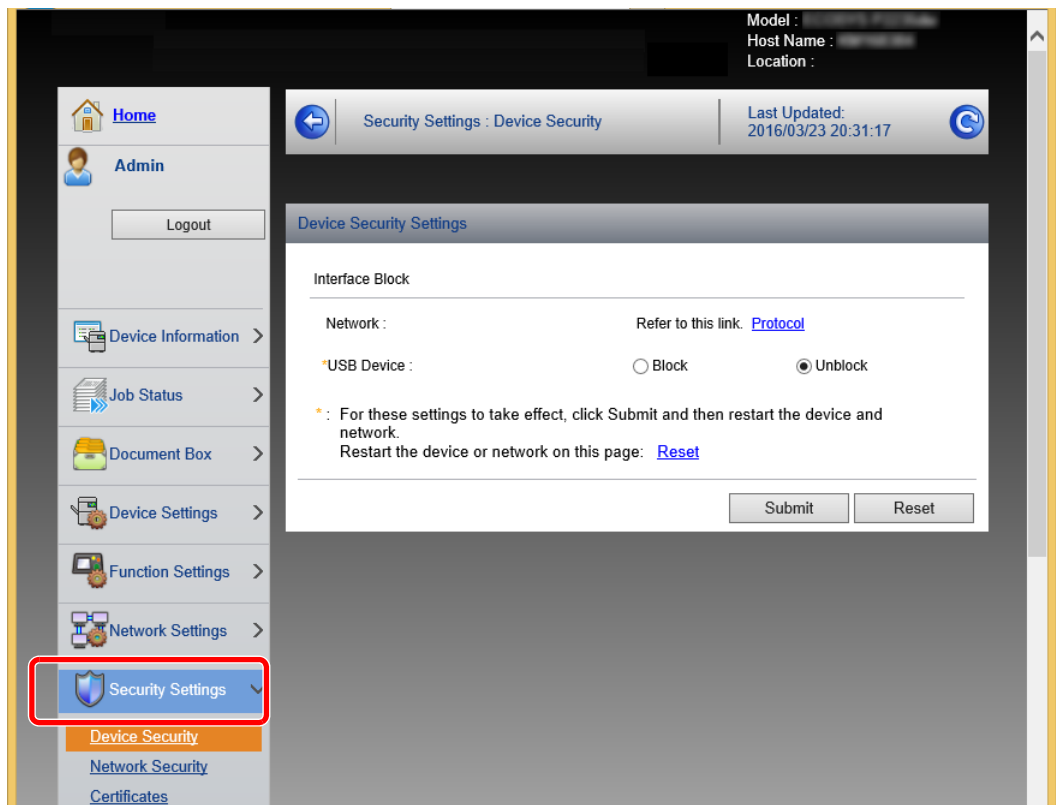 Model :
Host Name :
Location :
Home
Admin
Logout
Security Settings : Device Security
Last Updated:
2016/03/23 20:31:17
Device Information
Job Status
Document Box
Device Settings
Function Settings
Network Settings
Security Settings
Device Security
Network Security
Certificates
Device Security Settings
Interface Block
Network : Refer to this link. Protocol
*USB Device : Block Unblock
* : For these settings to take effect, click Submit and then restart the device and
network.
Restart the device or network on this page: Reset
Submit Reset